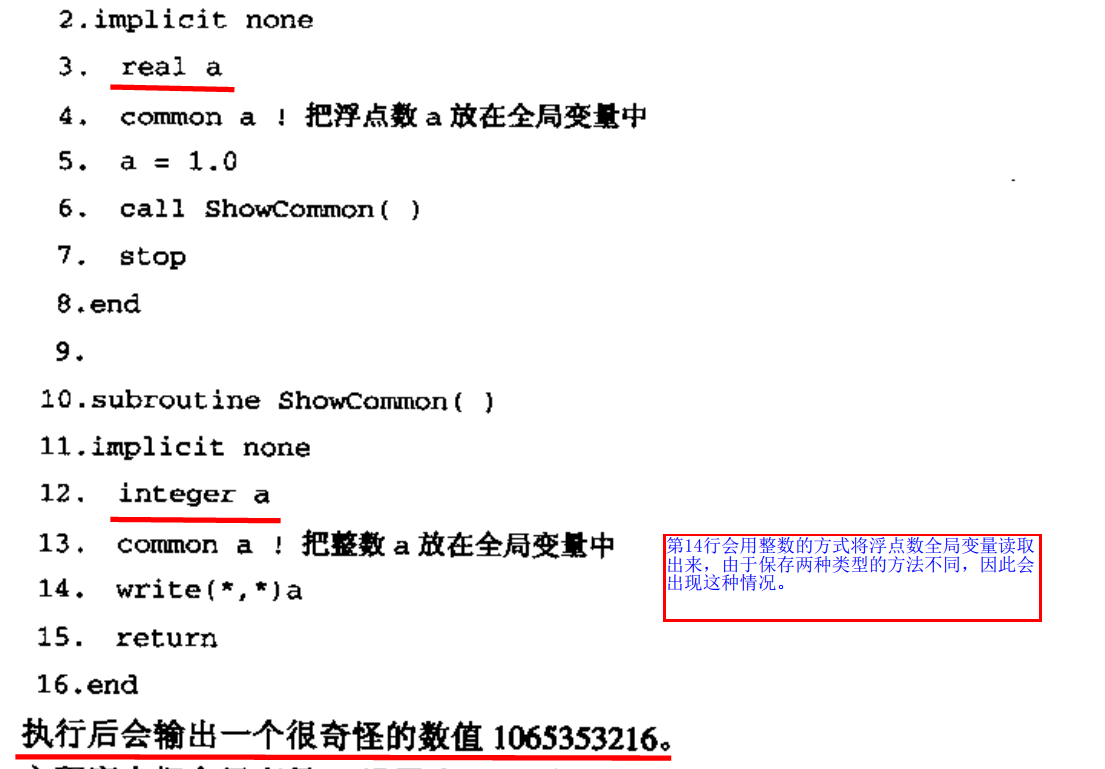 2.implicit none
3. real a
4. common a ! 把浮点数 a 放在全局变量中
5. a = 1.0
6. call ShowCommon( )
7. stop
8.end
9.
10.subroutine ShowCommon( )
11.implicit none
12. integer a
13. common a ! 把整数 a 放在全局变量中
14. write(*,*)a
15. return
16.end
第14行会用整数的方式将浮点数全局变量读取
出来，由于保存两种类型的方法不同，因此会
出现这种情况。
执行后会输出一个很奇怪的数值 1065353216。